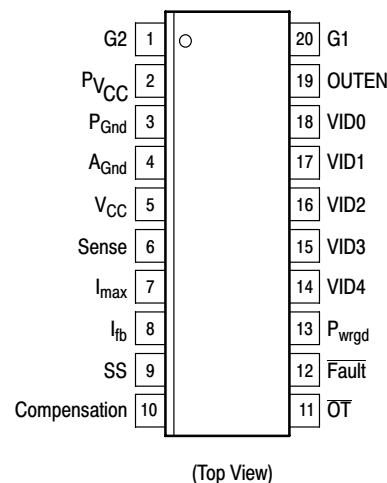 G2 1 20 G1
PVCC 2 19 OUTEN
PGnd 3 18 VID0
AGnd 4 17 VID1
VCC 5 16 VID2
Sense 6 15 VID3
Imax 7 14 VID4
Ifb 8 13 Pwrgd
SS 9 12 Fault
Compensation 10 11 OT
(Top View)